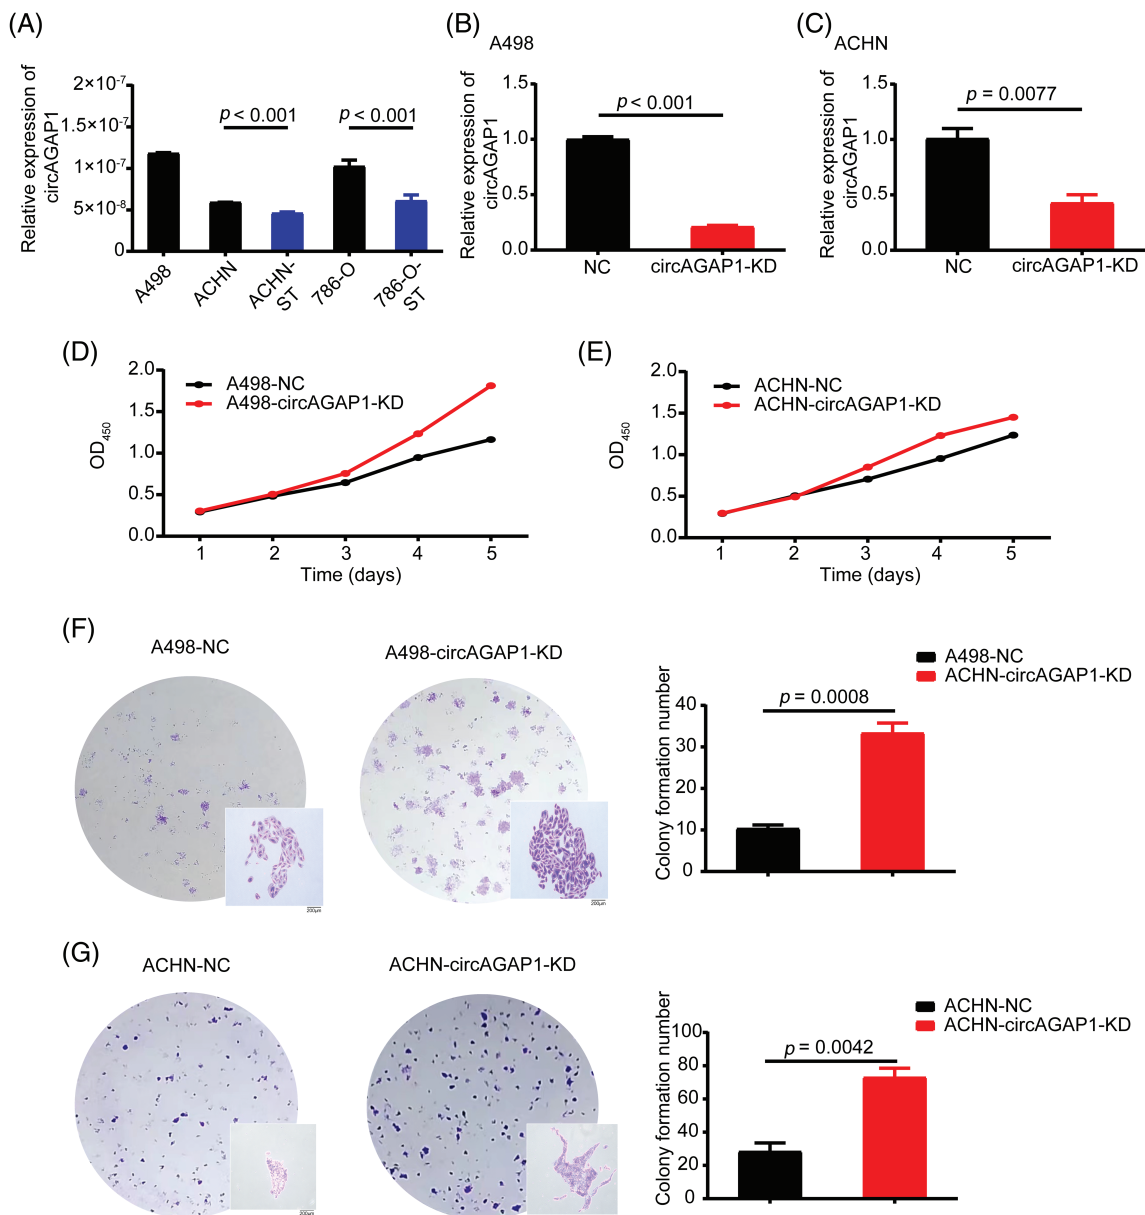 (A)
Relative expression of
circAGAP1
2×10-7
1.5×10-7
1×10-7
5×10-8
0
p < 0.001
p < 0.001
A498
ACHN
ACHN-
ST
786-O
786-O-
ST
(B)
A498
Relative expression of
circAGAP1
1.5
1.0
0.5
0.0
p < 0.001
NC
circAGAP1-KD
(C)
ACHN
Relative expression of
circAGAP1
1.5
1.0
0.5
0.0
p = 0.0077
NC
circAGAP1-KD
(D)
OD450
2.0
1.5
1.0
0.5
0.0
A498-NC
A498-circAGAP1-KD
1 2 3 4 5
Time (days)
(E)
OD450
2.0
1.5
1.0
0.5
0.0
ACHN-NC
ACHN-circAGAP1-KD
1 2 3 4 5
Time (days)
(F)
A498-NC
200μm
A498-circAGAP1-KD
200μm
A498-NC
ACHN-circAGAP1-KD
Colony formation number
40
30
20
10
0
p = 0.0008
(G)
ACHN-NC
200μm
ACHN-circAGAP1-KD
200μm
ACHN-NC
ACHN-circAGAP1-KD
Colony formation number
100
80
60
40
20
0
p = 0.0042